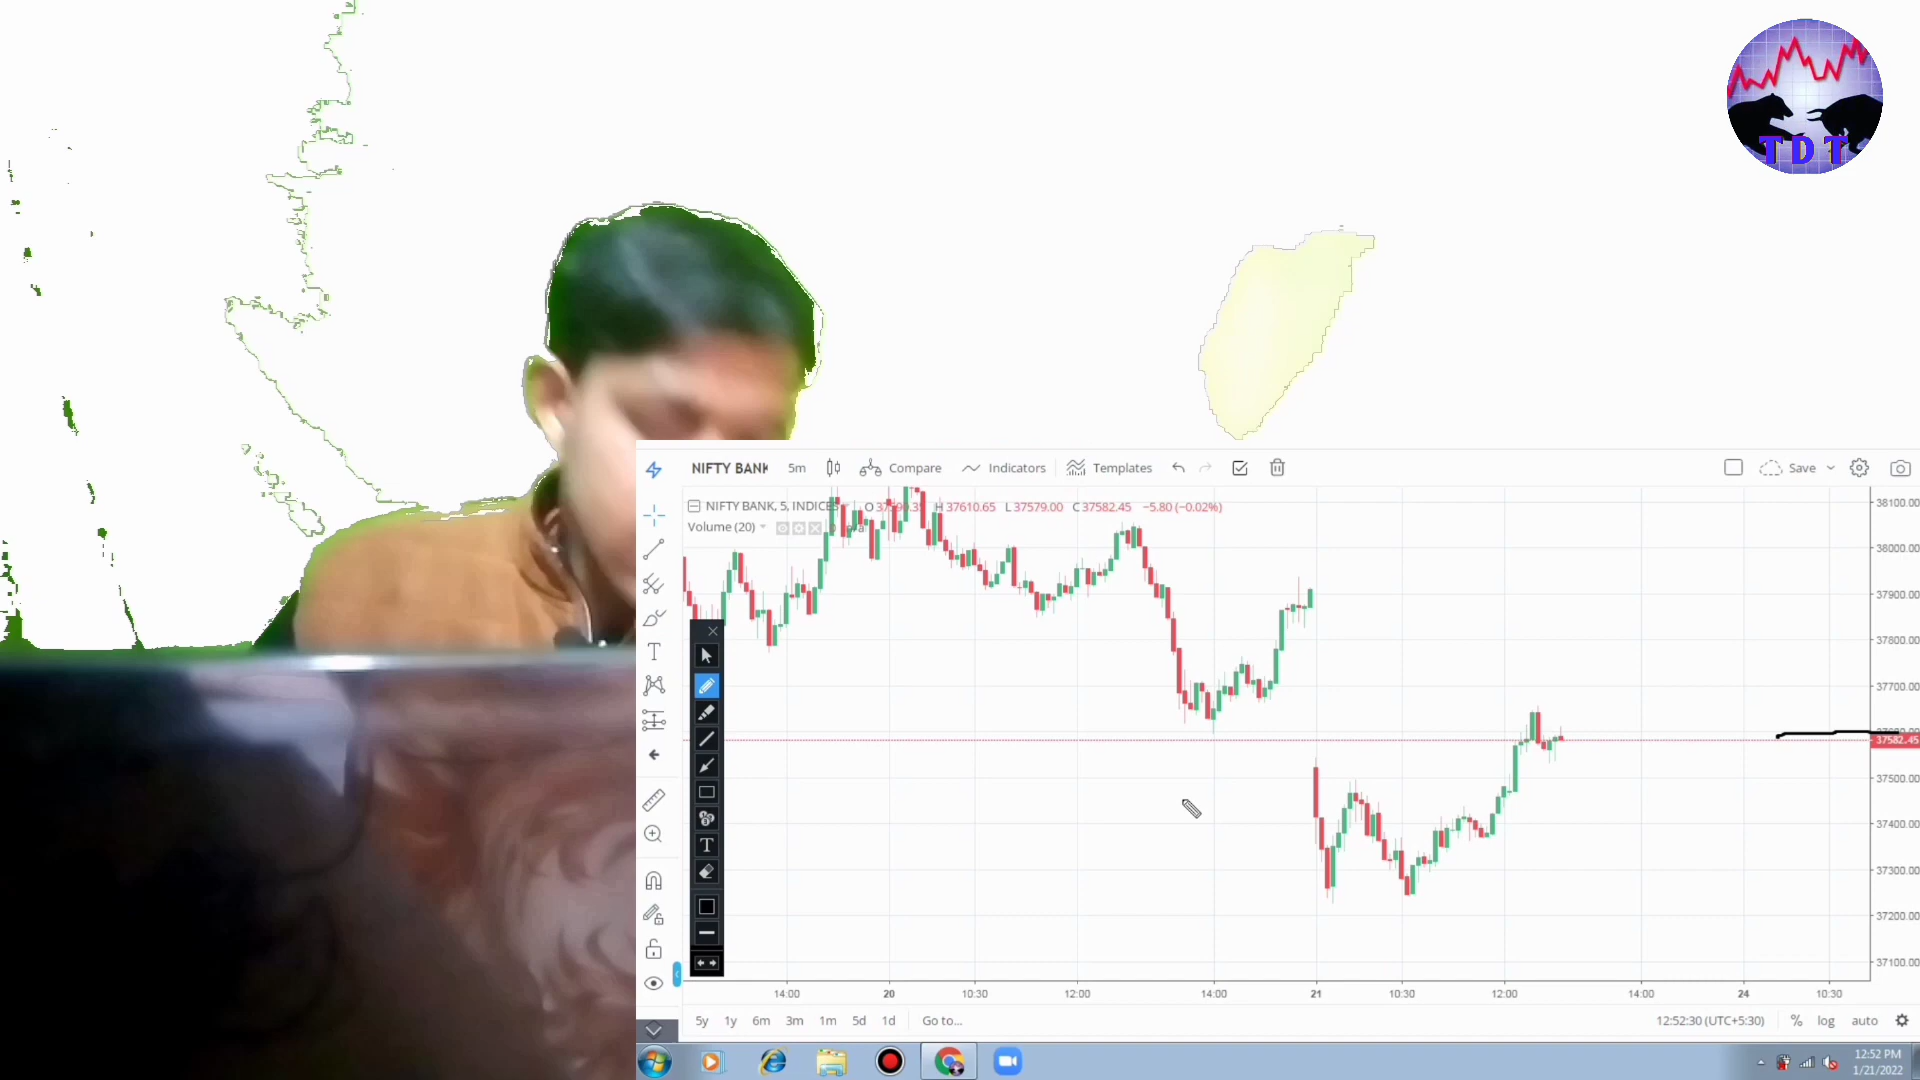 TDT
NIFTY BANK 5m Compare Indicators Templates Save
NIFTY BANK, 5, INDICES H37610.65 L37579.00 C37582.45 −5.80 (−0.02%)
Volume (20)
38100.00
38000.00
37900.00
37800.00
37700.00
37582.45
37500.00
37400.00
37300.00
37200.00
37100.00
14:00 20 10:30 12:00 14:00 21 10:30 12:00 14:00 24 10:30
5y 1y 6m 3m 1m 5d 1d Go to... 12:52:30 (UTC+5:30) % log auto
12:52 PM
1/21/2022